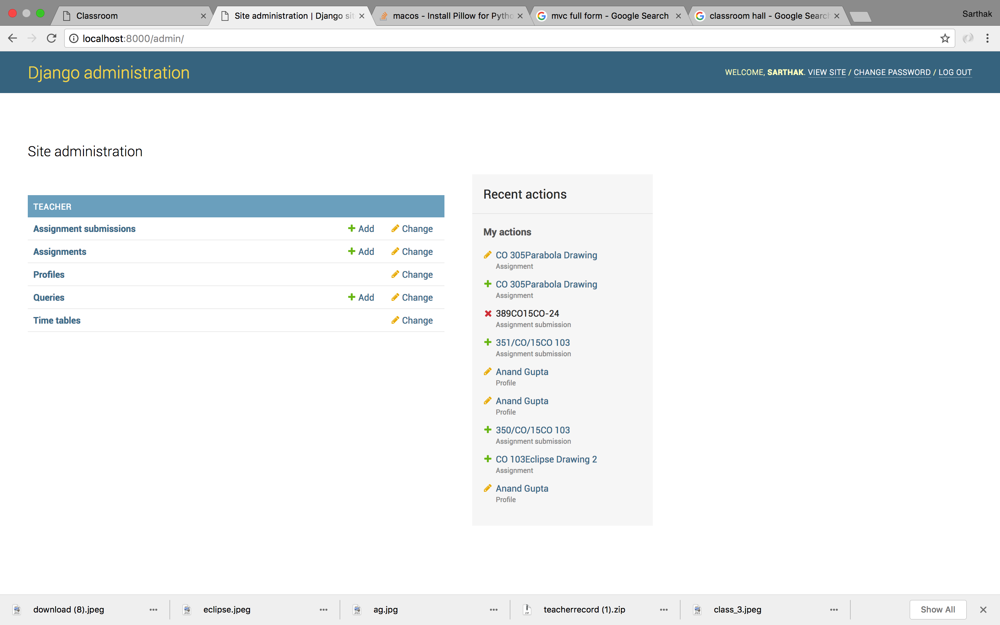 Classroom
Site administration | Django sit
macos - Install Pillow for Pytho
mvc full form - Google Search
classroom hall - Google Search
Sarthak
localhost:8000/admin/
Django administration
WELCOME, SARTHAK. VIEW SITE / CHANGE PASSWORD / LOG OUT
Site administration
TEACHER
Assignment submissions Add Change
Assignments Add Change
Profiles Change
Queries Add Change
Time tables Change
Recent actions
My actions
CO 305Parabola Drawing
Assignment
CO 305Parabola Drawing
Assignment
389CO15CO-24
Assignment submission
351/CO/15CO 103
Assignment submission
Anand Gupta
Profile
Anand Gupta
Profile
350/CO/15CO 103
Assignment submission
CO 103Eclipse Drawing 2
Assignment
Anand Gupta
Profile
download (8).jpeg
eclipse.jpeg
ag.jpg
teacherrecord (1).zip
class_3.jpeg
Show All